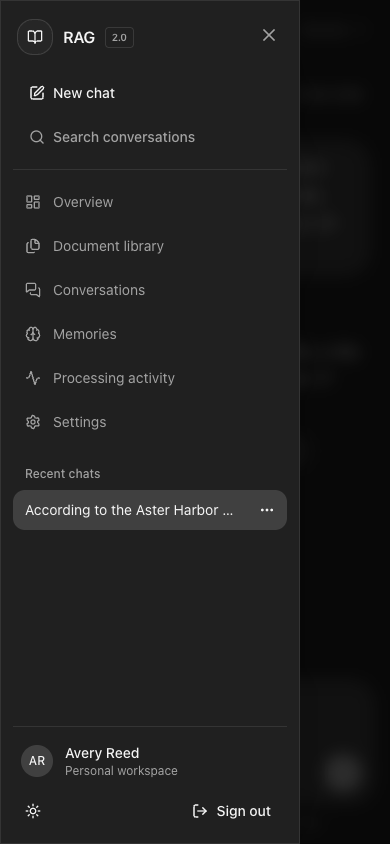 RAG 2.0
New chat
Search conversations
Overview
Document library
Conversations
Memories
Processing activity
Settings
Recent chats
According to the Aster Harbor ...
AR
Avery Reed
Personal workspace
Sign out